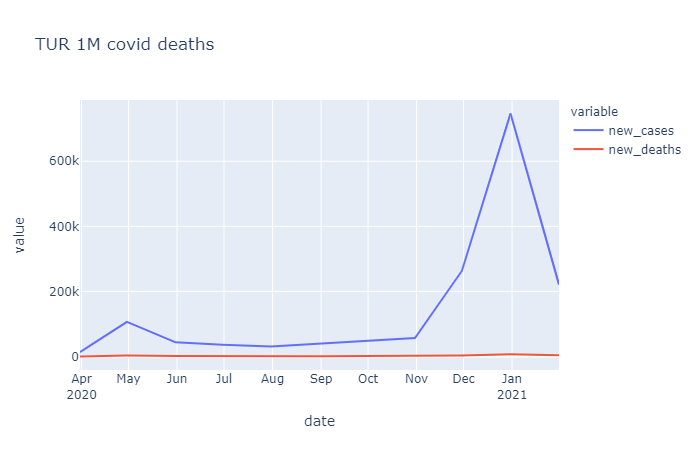 TUR 1M covid deaths
variable
new_cases
new_deaths
value
600k
400k
200k
0
Apr May Jun Jul Aug Sep Oct Nov Dec Jan
2020 2021
date